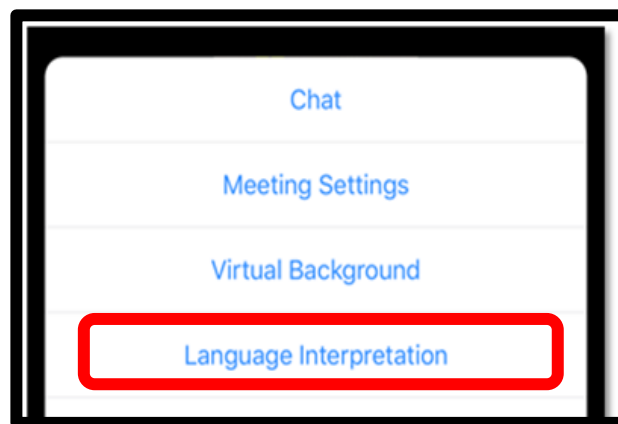 Chat
Meeting Settings
Virtual Background
Language Interpretation